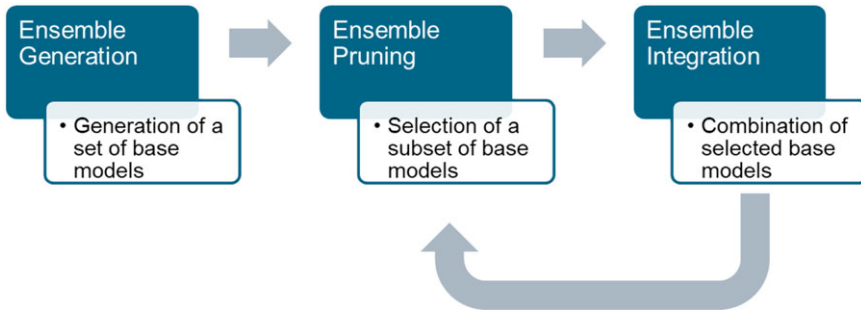 Ensemble
Generation
• Generation of a
set of base
models
Ensemble
Pruning
• Selection of a
subset of base
models
Ensemble
Integration
• Combination of
selected base
models